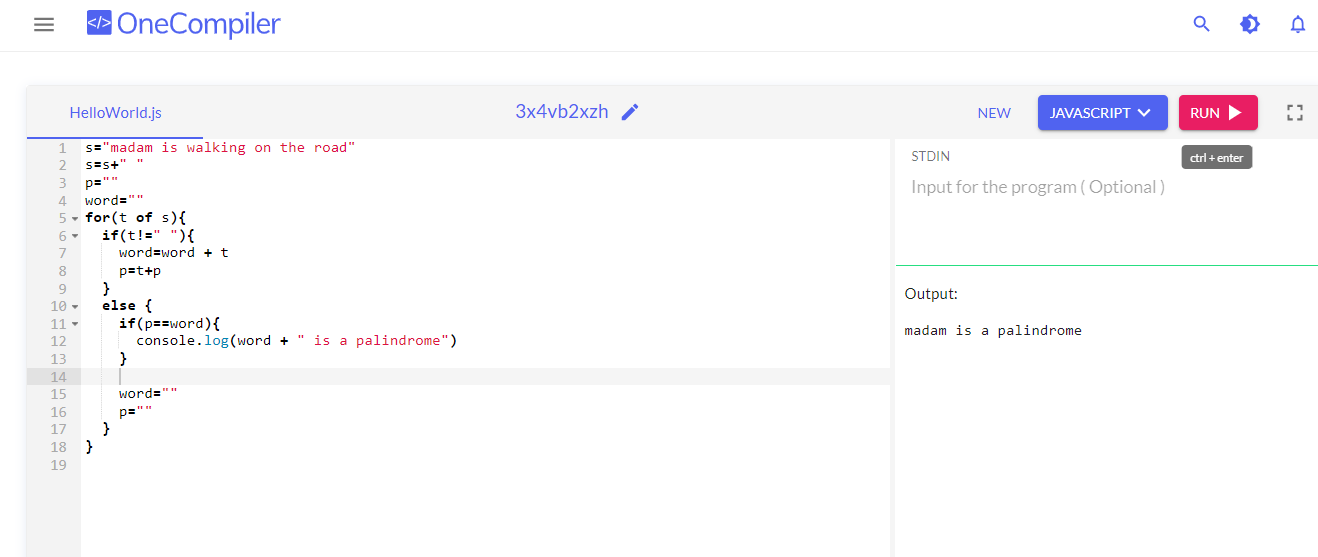 </> OneCompiler
HelloWorld.js
3x4vb2xzh
NEW
JAVASCRIPT
RUN
ctrl + enter
1 s="madam is walking on the road"
2 s=s+" "
3 p=""
4 word=""
5 for(t of s){
6   if(t!=" "){
7     word=word + t
8     p=t+p
9   }
10   else {
11     if(p==word){
12       console.log(word + " is a palindrome")
13     }
14
15     word=""
16     p=""
17   }
18 }
19
STDIN
Input for the program ( Optional )
Output:
madam is a palindrome